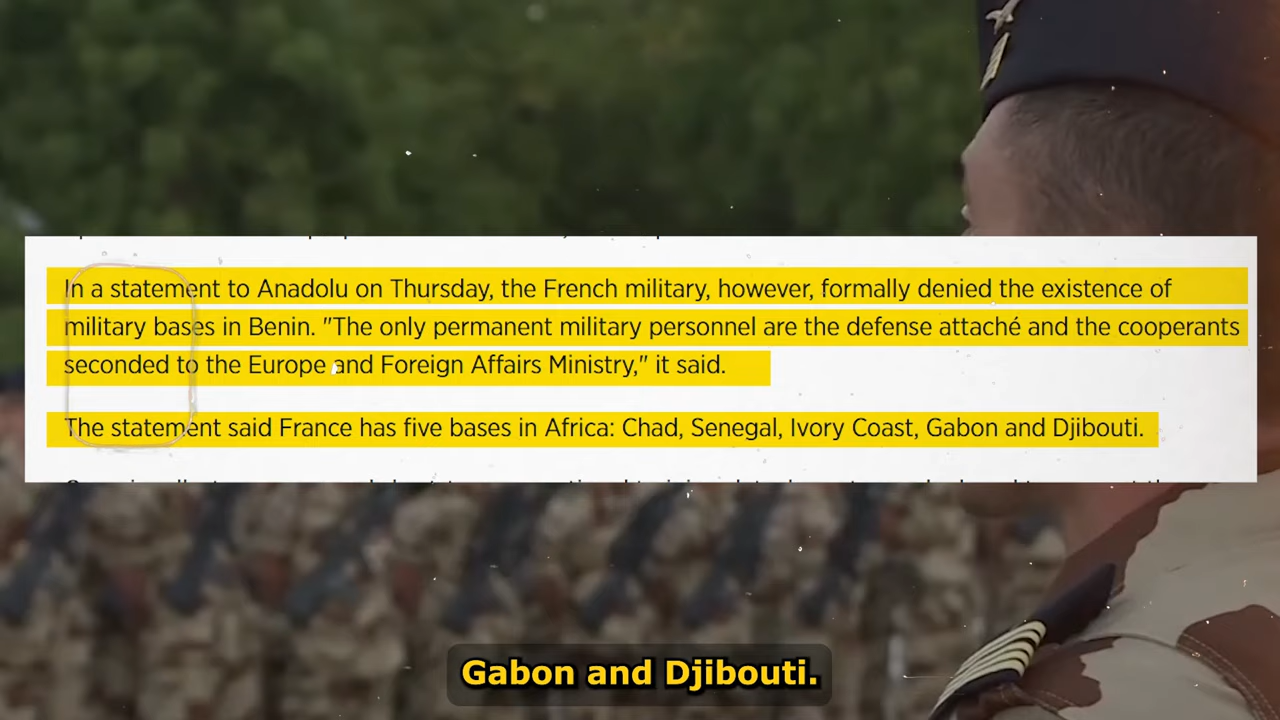 In a statement to Anadolu on Thursday, the French military, however, formally denied the existence of
military bases in Benin. "The only permanent military personnel are the defense attaché and the cooperants
seconded to the Europe and Foreign Affairs Ministry," it said.
The statement said France has five bases in Africa: Chad, Senegal, Ivory Coast, Gabon and Djibouti.
Gabon and Djibouti.